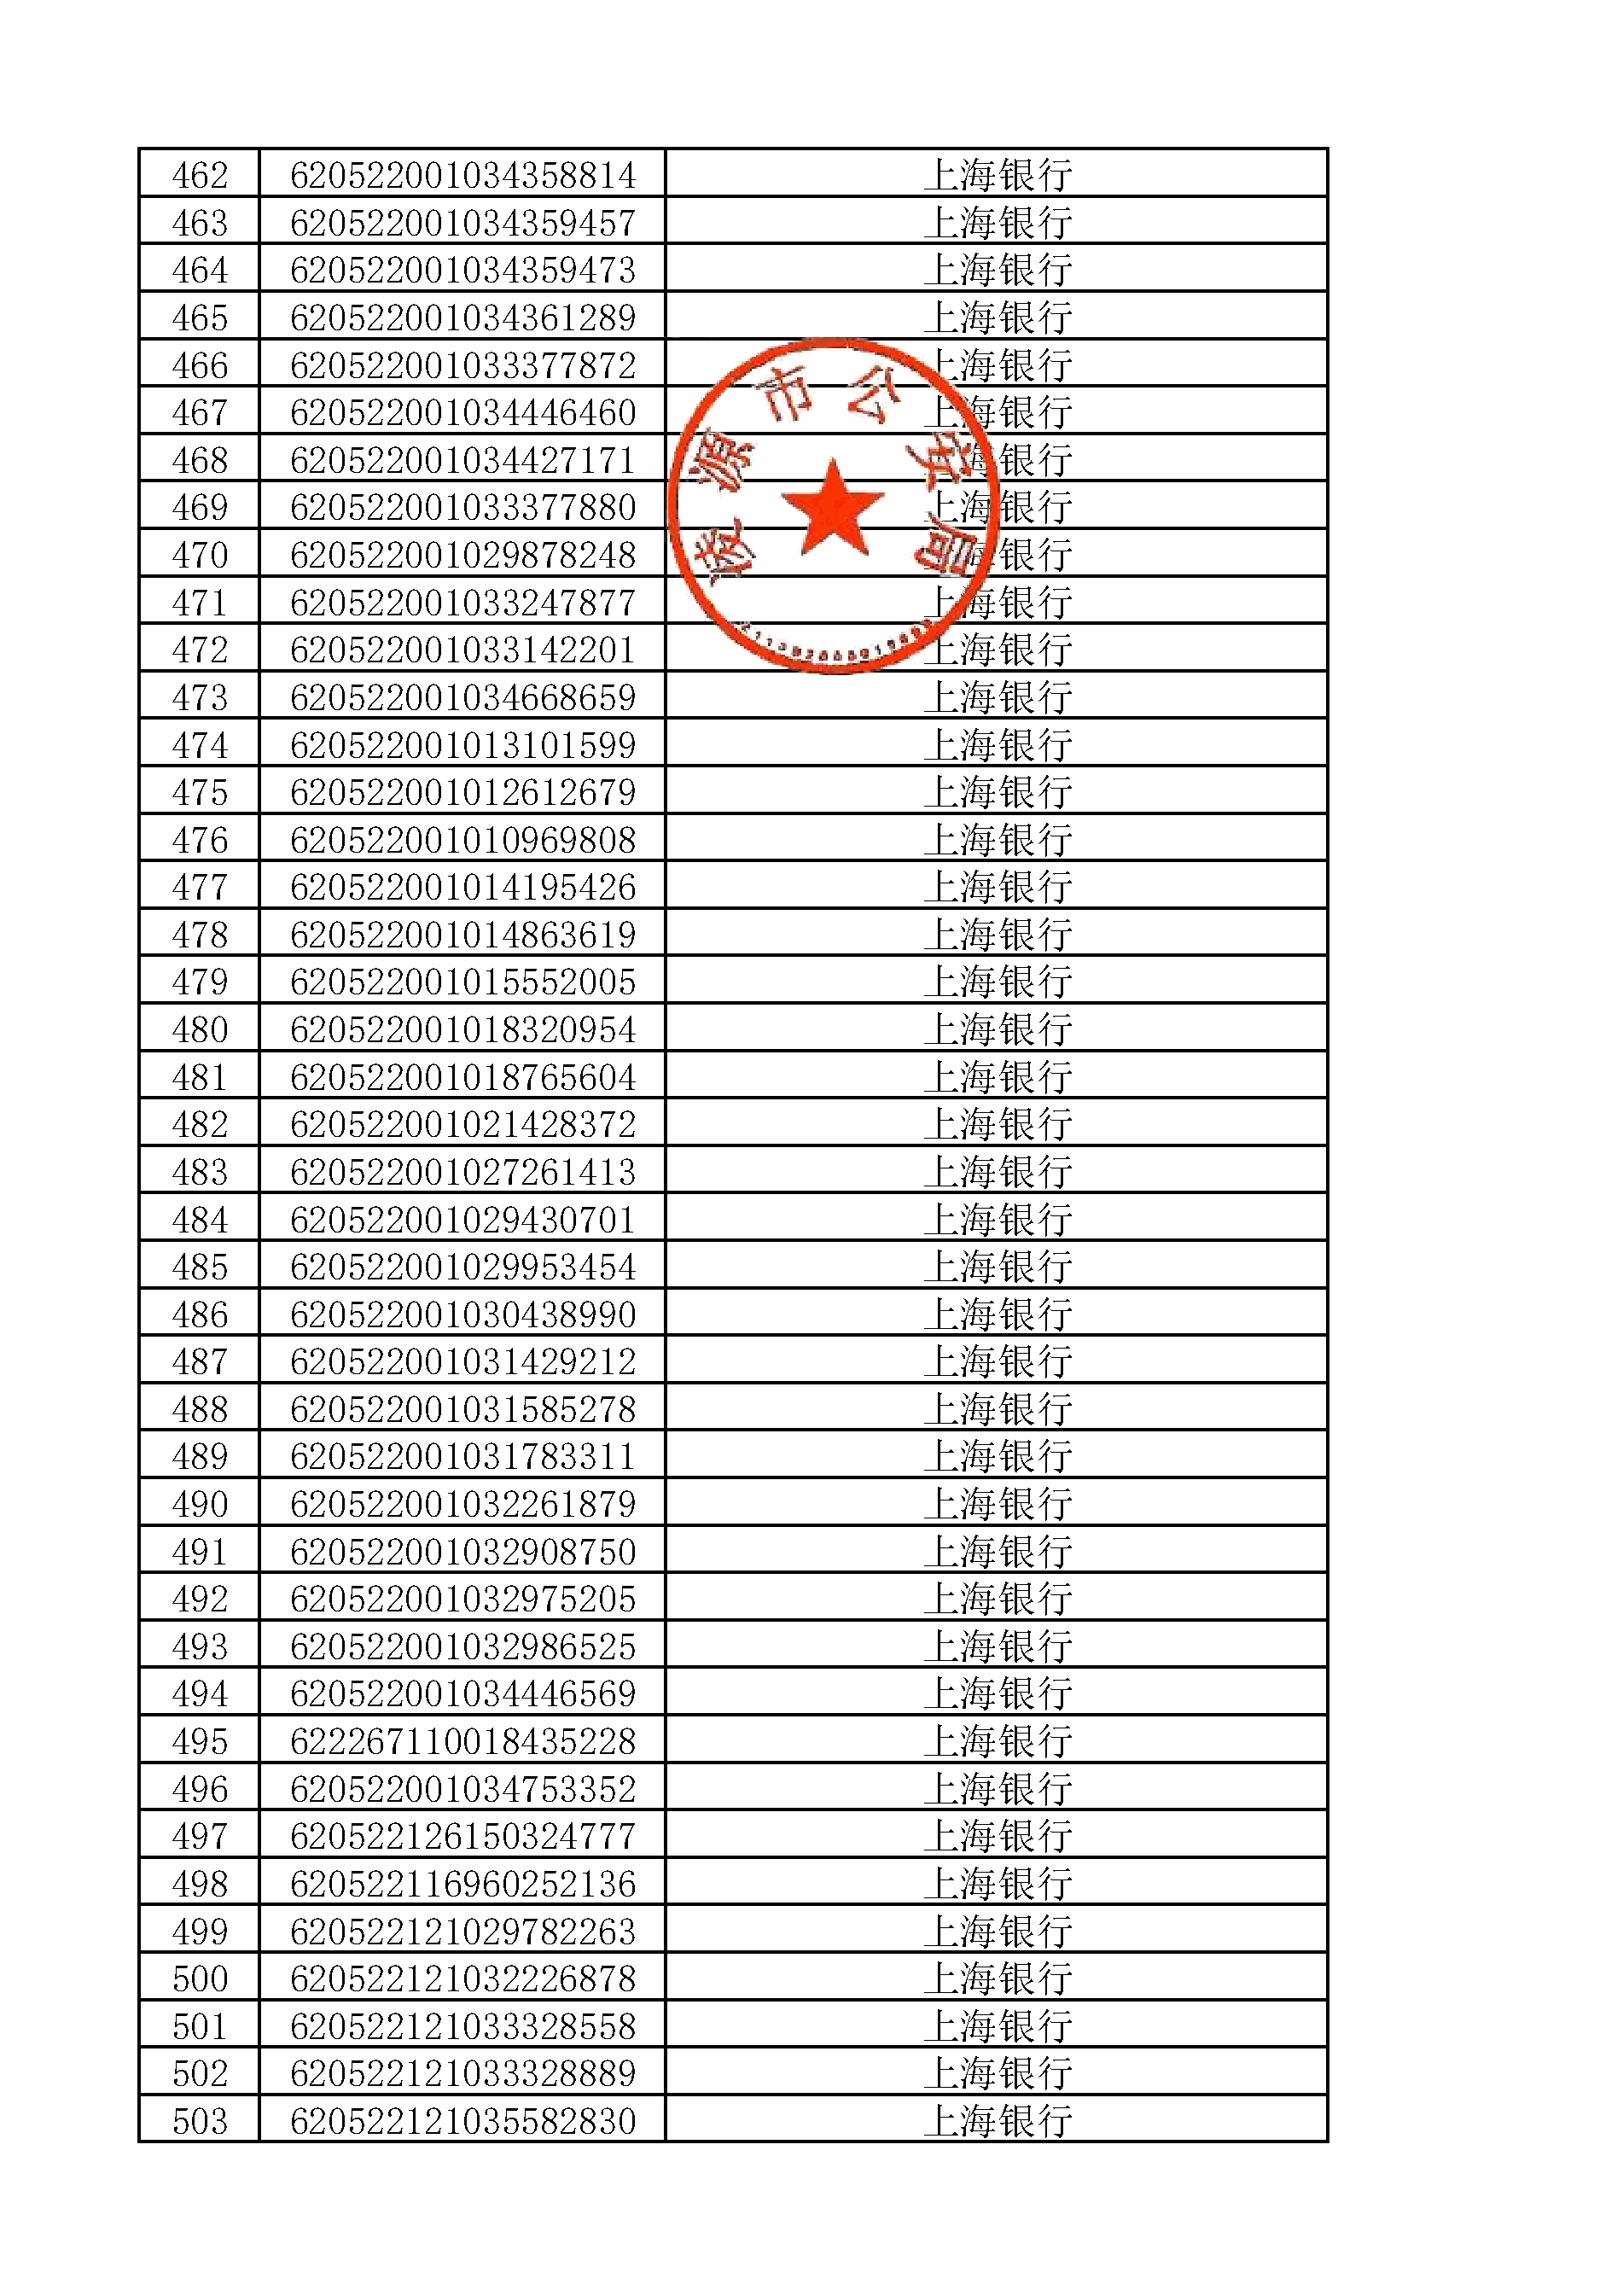 462 620522001034358814 上海银行
463 620522001034359457 上海银行
464 620522001034359473 上海银行
465 620522001034361289 上海银行
466 620522001033377872 上海银行
467 620522001034446460 上海银行
468 620522001034427171 上海银行
469 620522001033377880 上海银行
470 620522001029878248 上海银行
471 620522001033247877 上海银行
472 620522001033142201 上海银行
473 620522001034668659 上海银行
474 620522001013101599 上海银行
475 620522001012612679 上海银行
476 620522001010969808 上海银行
477 620522001014195426 上海银行
478 620522001014863619 上海银行
479 620522001015552005 上海银行
480 620522001018320954 上海银行
481 620522001018765604 上海银行
482 620522001021428372 上海银行
483 620522001027261413 上海银行
484 620522001029430701 上海银行
485 620522001029953454 上海银行
486 620522001030438990 上海银行
487 620522001031429212 上海银行
488 620522001031585278 上海银行
489 620522001031783311 上海银行
490 620522001032261879 上海银行
491 620522001032908750 上海银行
492 620522001032975205 上海银行
493 620522001032986525 上海银行
494 620522001034446569 上海银行
495 622267110018435228 上海银行
496 620522001034753352 上海银行
497 620522126150324777 上海银行
498 620522116960252136 上海银行
499 620522121029782263 上海银行
500 620522121032226878 上海银行
501 620522121033328558 上海银行
502 620522121033328889 上海银行
503 620522121035582830 上海银行
凌源市公安局